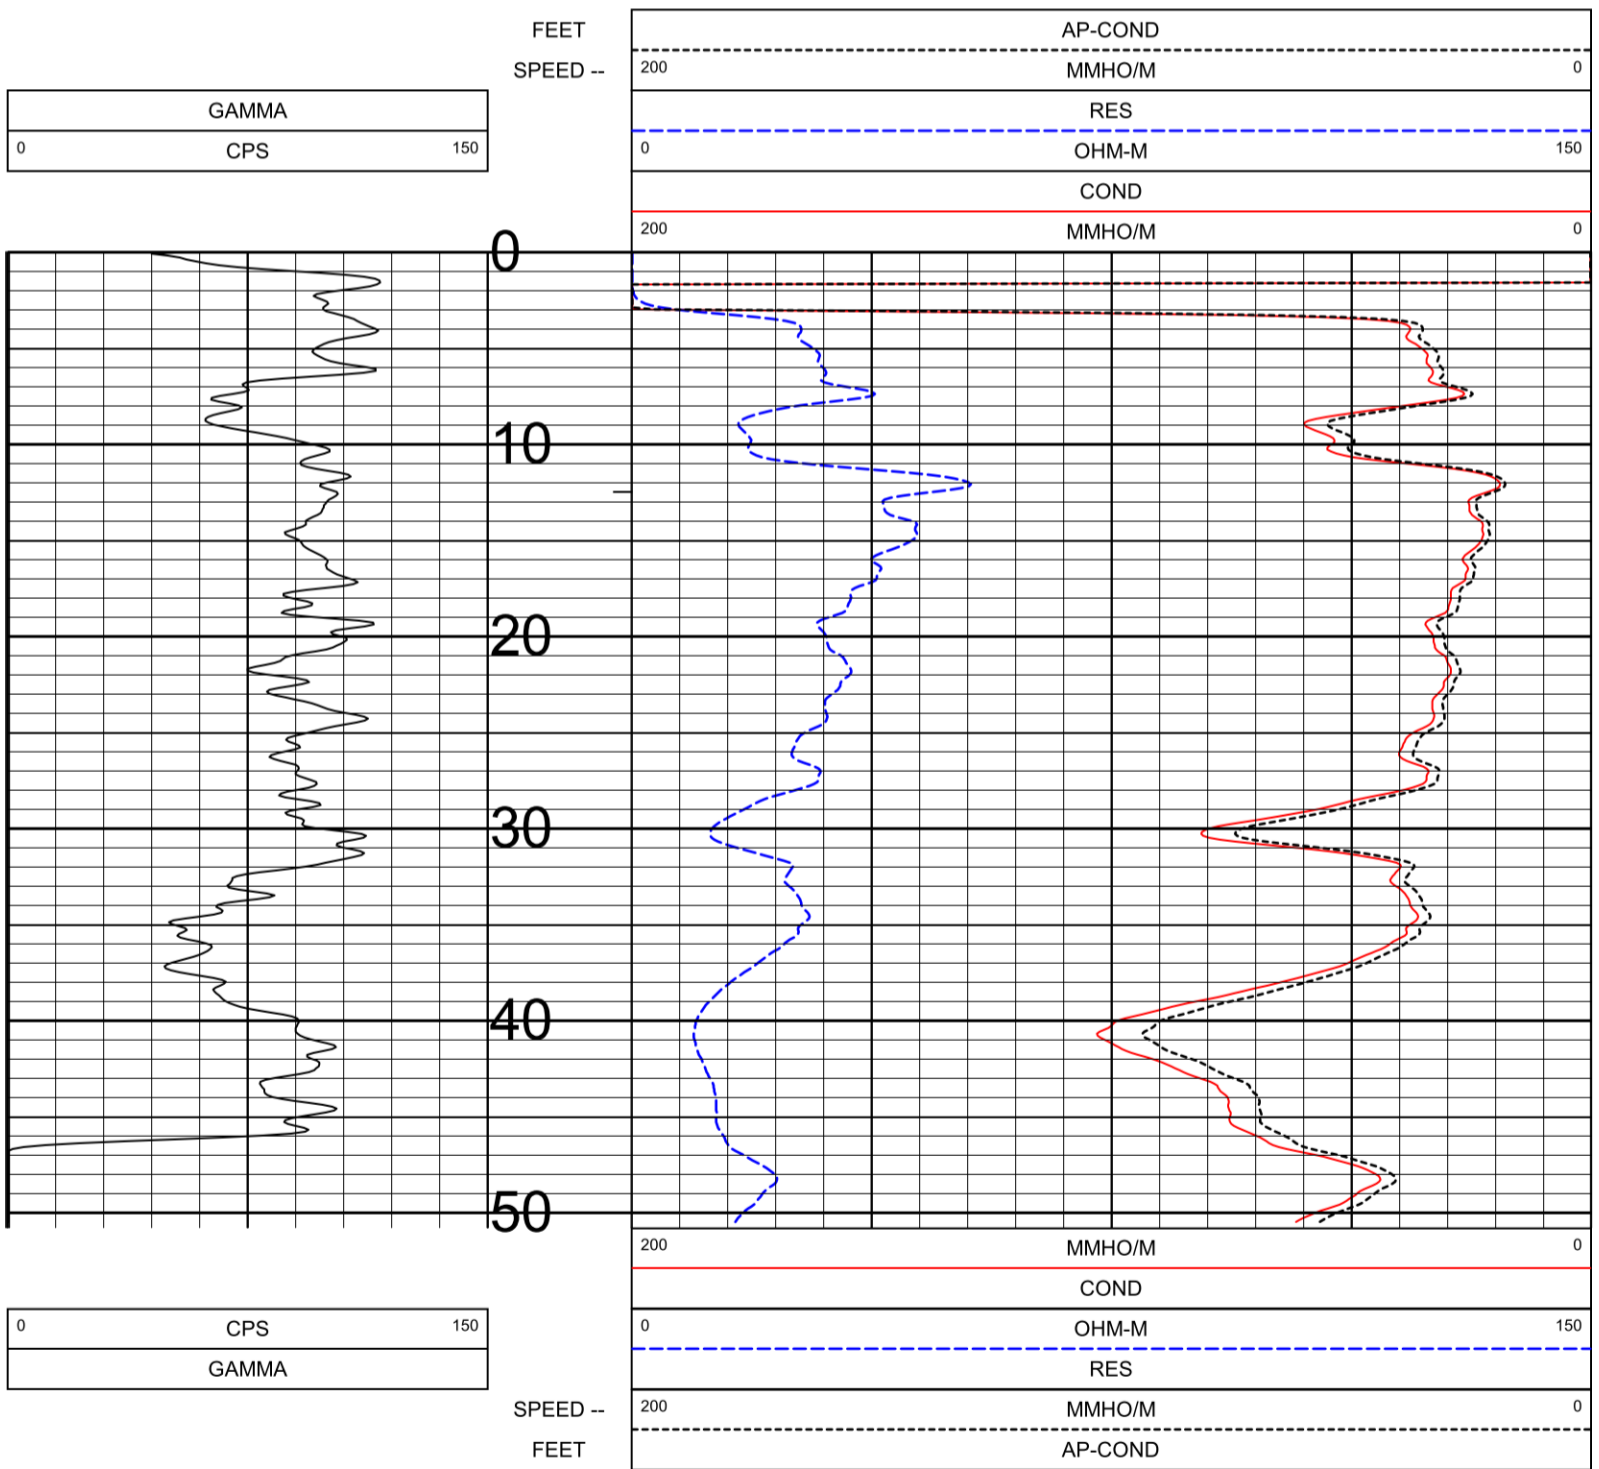 FEET AP-COND
SPEED -- 200 MMHO/M 0
GAMMA RES
0 CPS 150 0 OHM-M 150
COND
200 MMHO/M 0
0
10
20
30
40
50
200 MMHO/M 0
COND
0 CPS 150 0 OHM-M 150
GAMMA RES
SPEED -- 200 MMHO/M 0
FEET AP-COND